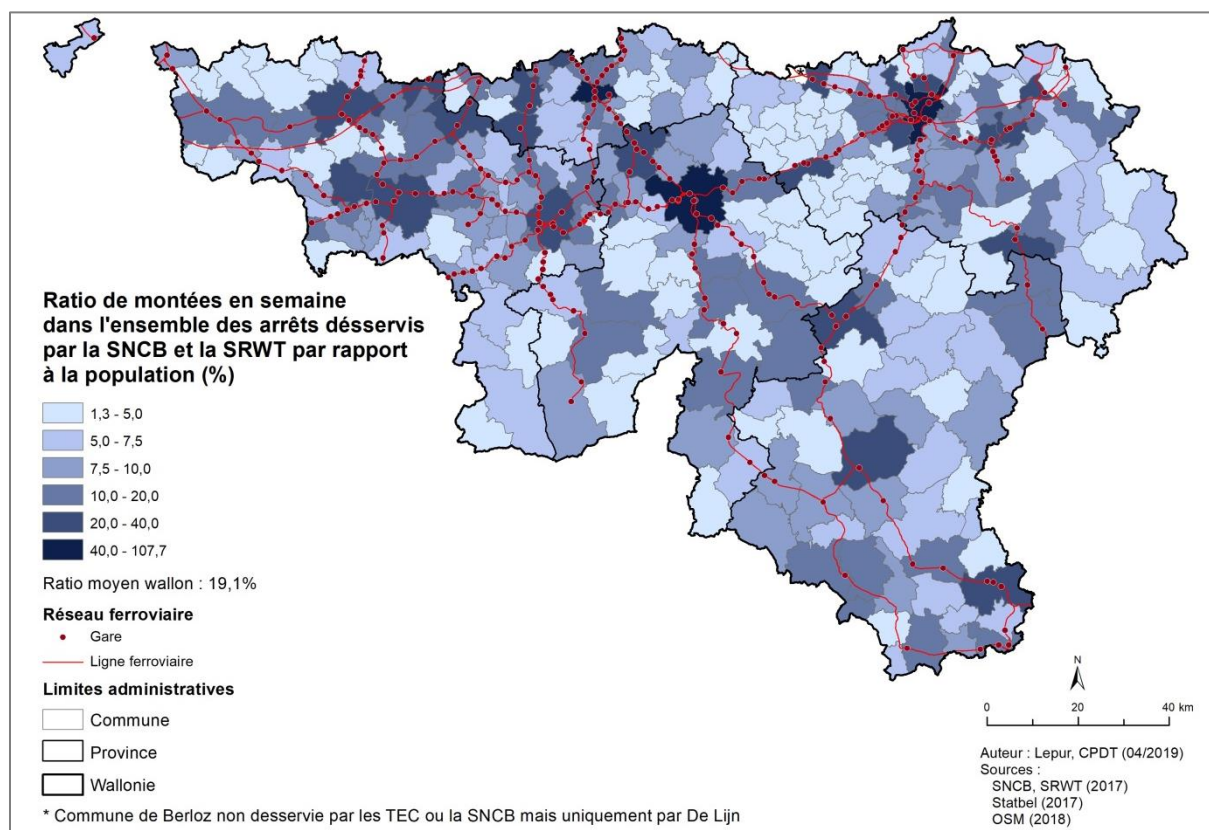 Ratio de montées en semaine
dans l'ensemble des arrêts désservis
par la SNCB et la SRWT par rapport
à la population (%)
1,3 - 5,0
5,0 - 7,5
7,5 - 10,0
10,0 - 20,0
20,0 - 40,0
40,0 - 107,7
Ratio moyen wallon : 19,1%
Réseau ferroviaire
Gare
Ligne ferroviaire
Limites administratives
Commune
Province
Wallonie
* Commune de Berloz non desservie par les TEC ou la SNCB mais uniquement par De Lijn
*
N
0 20 40 km
Auteur : Lepur, CPDT (04/2019)
Sources :
SNCB, SRWT (2017)
Statbel (2017)
OSM (2018)